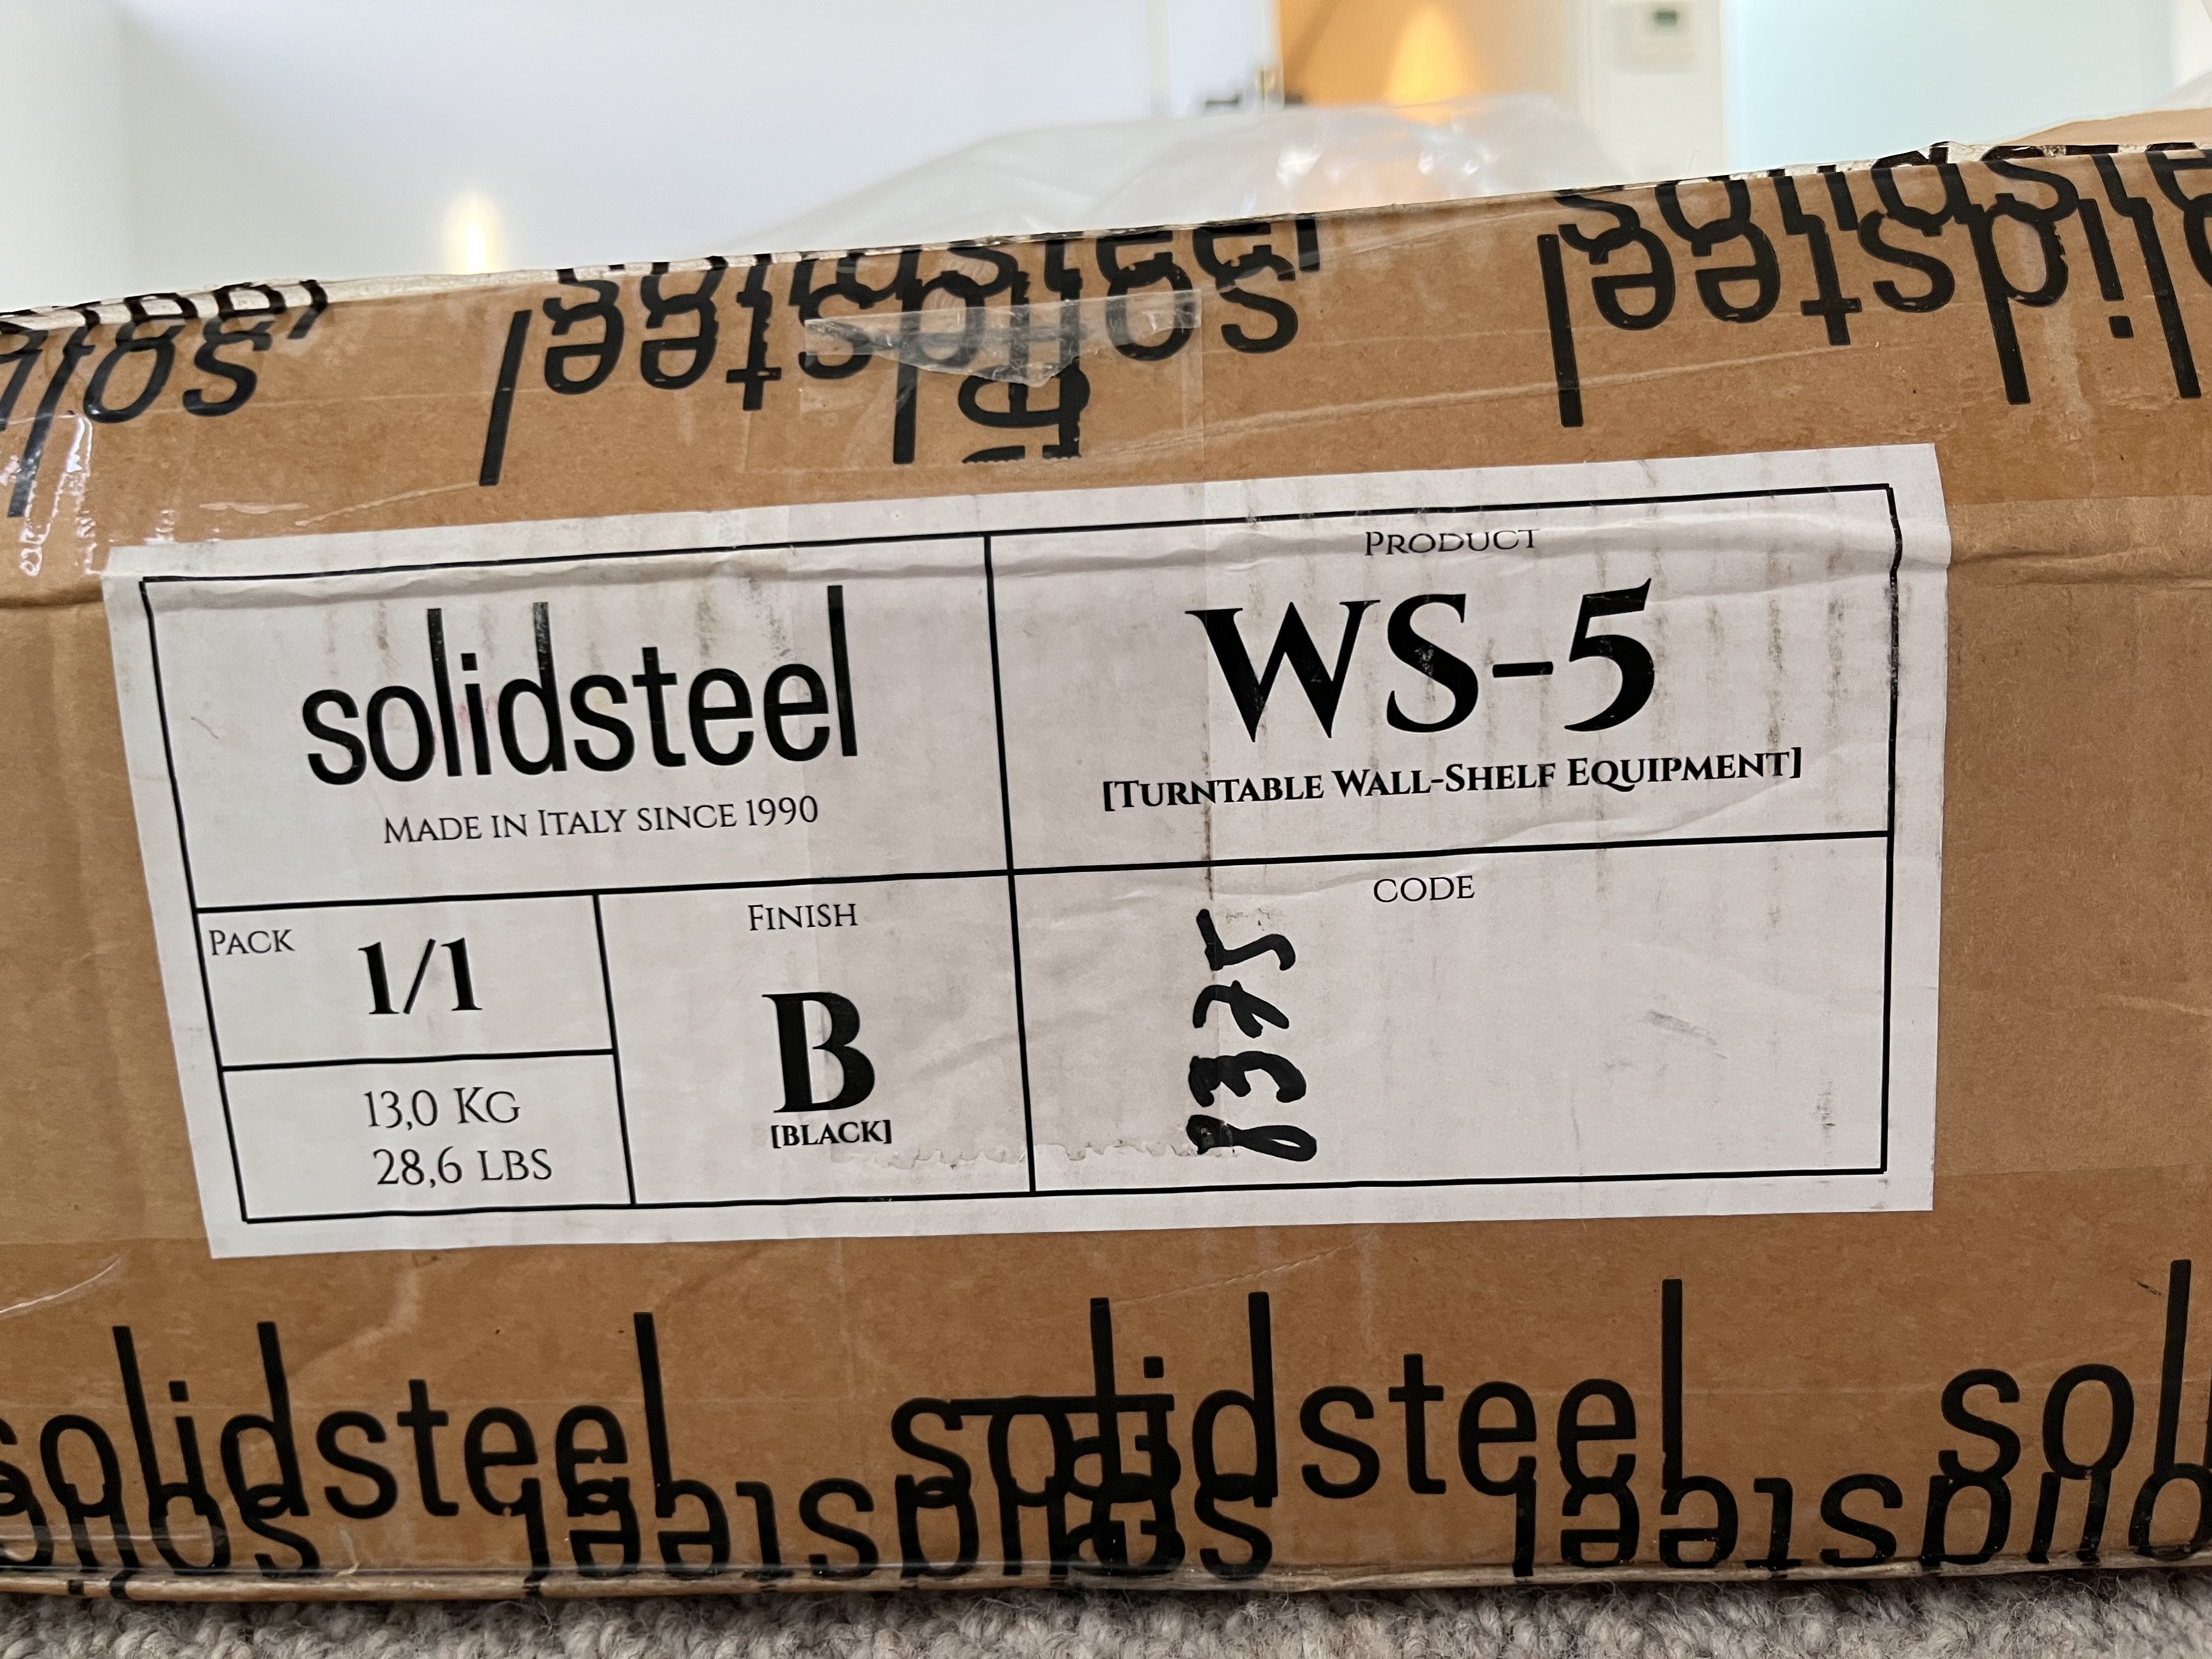 solidsteel
solidsteel
solidsteel
solidsteel
PRODUCT
solidsteel
WS-5
MADE IN ITALY SINCE 1990
[TURNTABLE WALL-SHELF EQUIPMENT]
PACK
1/1
FINISH
CODE
B
[BLACK]
8375
13,0 KG
28,6 LBS
solidsteel
solidsteel
sol
solidsteel